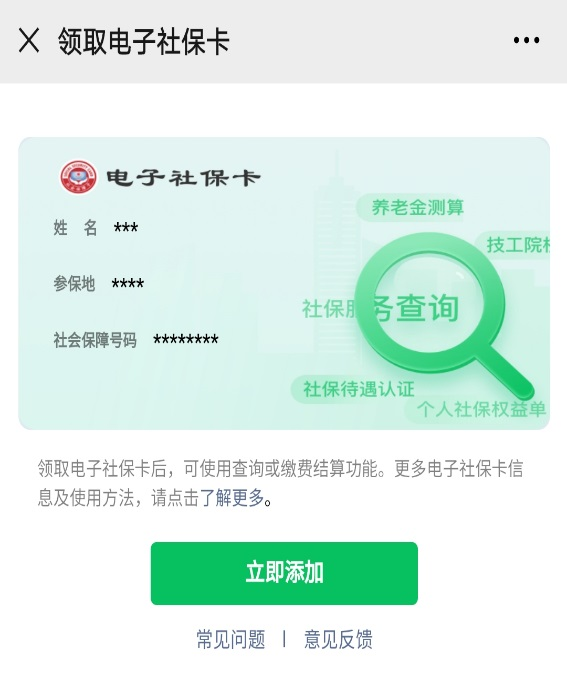 领取电子社保卡
电子社保卡
姓 名 ***
养老金测算
技工院校
参保地 ****
社保服务查询
社会保障号码 ********
社保待遇认证
个人社保权益单
领取电子社保卡后，可使用查询或缴费结算功能。更多电子社保卡信
息及使用方法，请点击了解更多。
立即添加
常见问题 | 意见反馈